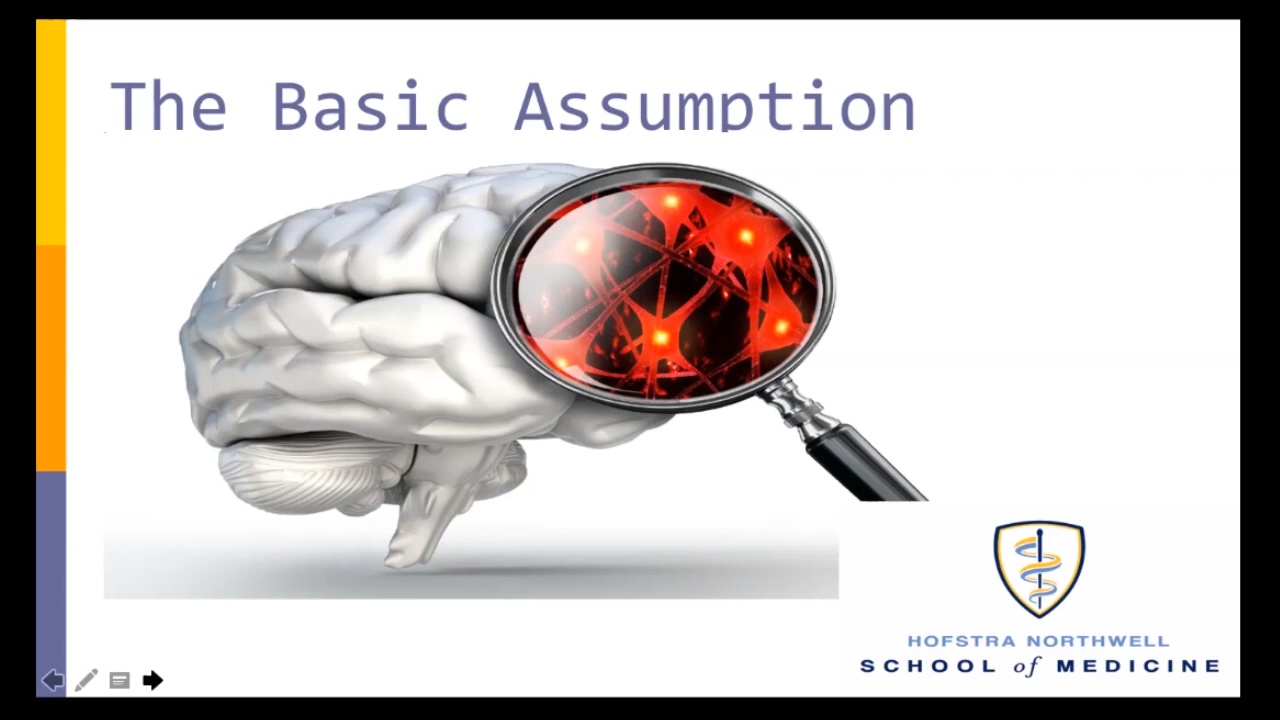 The Basic Assumption
HOFSTRA NORTHWELL
SCHOOL of MEDICINE